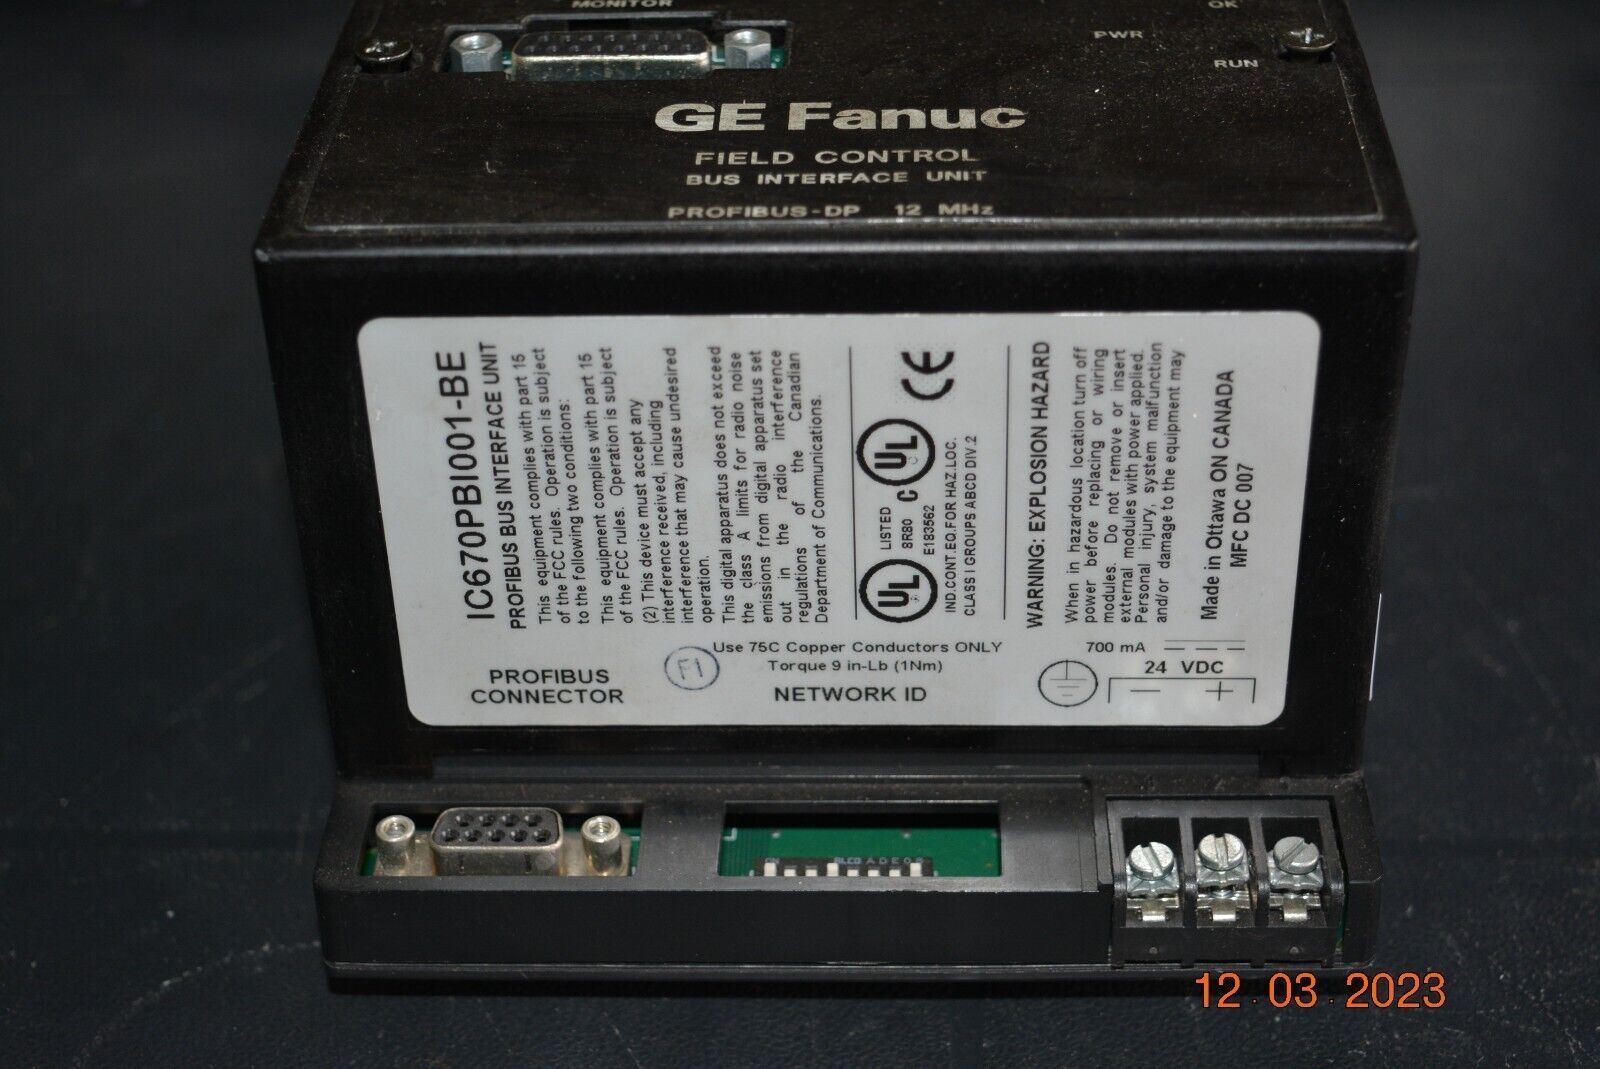 MONITOR
OK
PWR
RUN
GE Fanuc
FIELD CONTROL
BUS INTERFACE UNIT
PROFIBUS-DP 12 MHz
IC670PBI001-BE
PROFIBUS BUS INTERFACE UNIT
This equipment complies with part 15
of the FCC rules. Operation is subject
to the following two conditions:
This equipment complies with part 15
of the FCC rules. Operation is subject
(2) This device must accept any
interference received, including
interference that may cause undesired
operation.
This digital apparatus does not exceed
the class A limits for radio noise
emissions from digital apparatus set
out in the radio interference
regulations of the Canadian
Department of Communications.
UL
LISTED
8R80
E183562
C UL
CE
IND.CONT.EQ.FOR HAZ.LOC.
CLASS I GROUPS ABCD DIV.2
WARNING: EXPLOSION HAZARD
When in hazardous location turn off
power before replacing or wiring
modules. Do not remove or insert
external modules with power applied.
Personal injury, system malfunction
and/or damage to the equipment may
Made in Ottawa ON CANADA
MFC DC 007
PROFIBUS
CONNECTOR
F1
Use 75C Copper Conductors ONLY
Torque 9 in-Lb (1Nm)
NETWORK ID
700 mA
24 VDC
− +
ON
12.03.2023